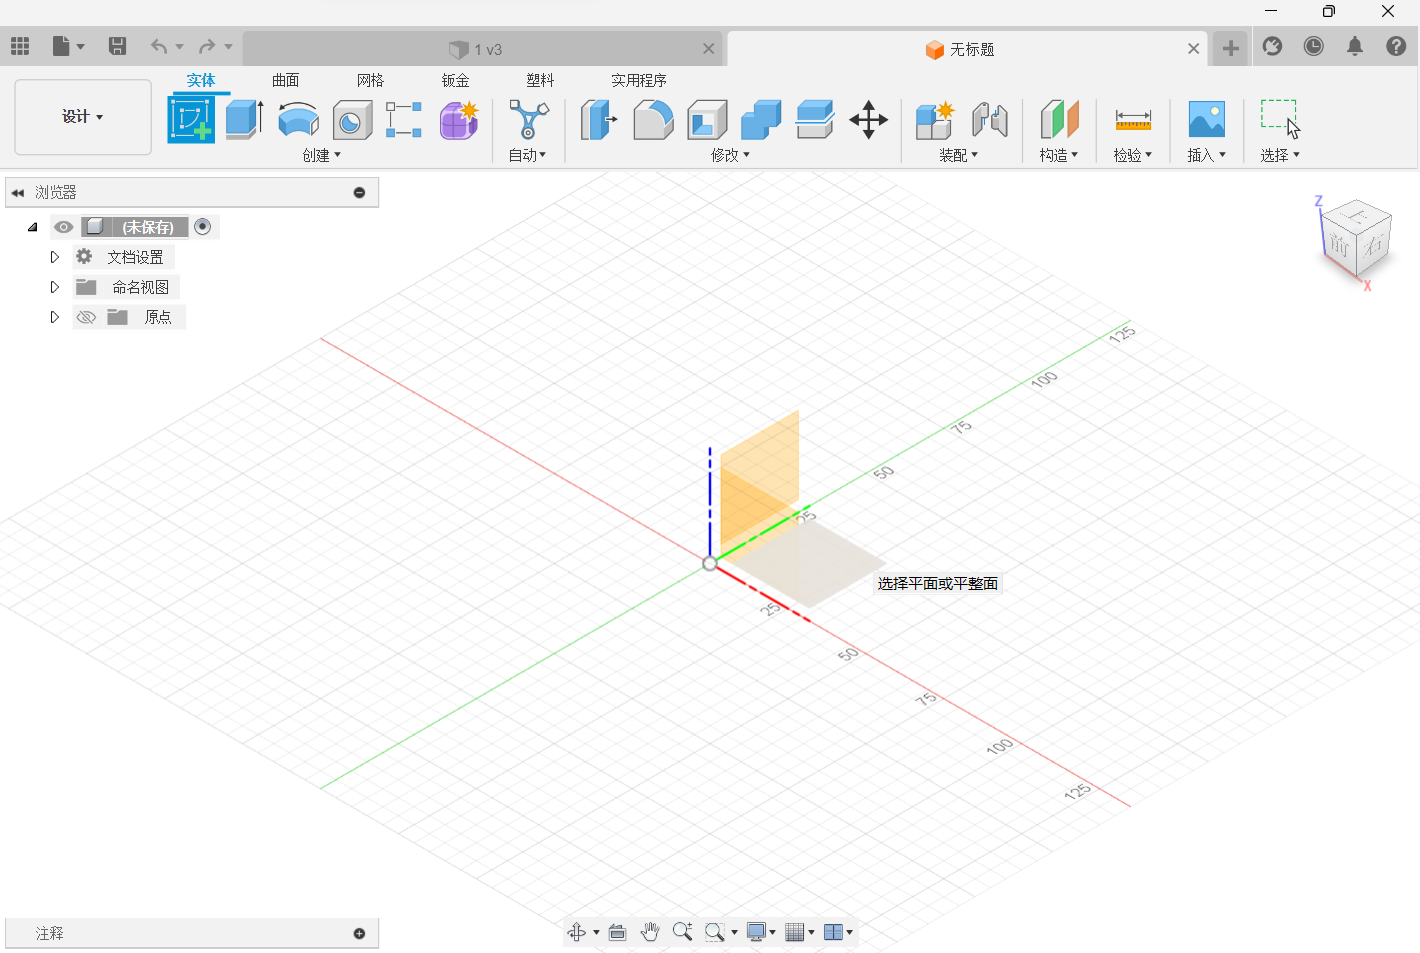 1 v3
无标题
实体 曲面 网格 钣金 塑料 实用程序
设计
创建 自动 修改 装配 构造 检验 插入 选择
浏览器
(未保存)
文档设置
命名视图
原点
Z
上
前
右
X
125
100
75
50
25
选择平面或平整面
25
50
75
100
125
注释